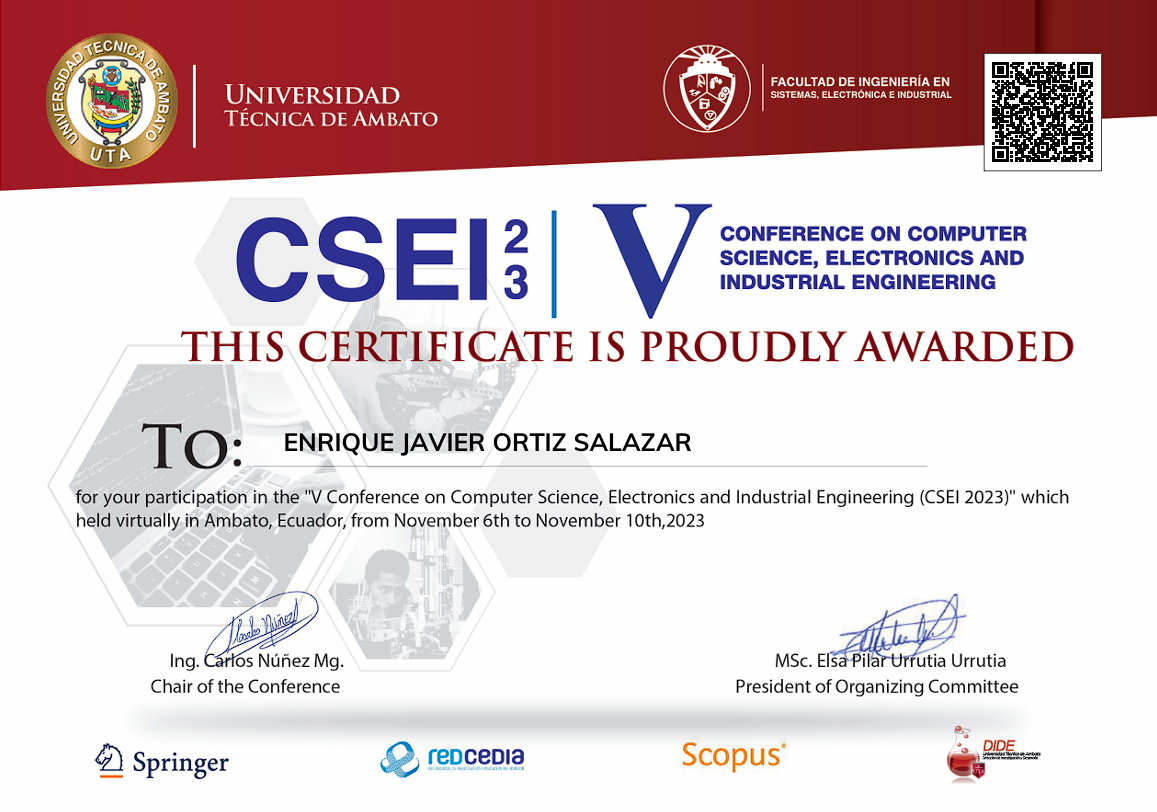 UNIVERSIDAD TECNICA DE AMBATO
UTA
UNIVERSIDAD
TÉCNICA DE AMBATO
FACULTAD DE INGENIERÍA EN
SISTEMAS, ELECTRÓNICA E INDUSTRIAL
CSEI 23
V
CONFERENCE ON COMPUTER
SCIENCE, ELECTRONICS AND
INDUSTRIAL ENGINEERING
THIS CERTIFICATE IS PROUDLY AWARDED
TO: ENRIQUE JAVIER ORTIZ SALAZAR
for your participation in the "V Conference on Computer Science, Electronics and Industrial Engineering (CSEI 2023)" which
held virtually in Ambato, Ecuador, from November 6th to November 10th,2023
Ing. Carlos Núñez Mg.
Chair of the Conference
MSc. Elsa Pilar Urrutia Urrutia
President of Organizing Committee
Springer
redCEDIA
Scopus®
DIDE
Universidad Técnica de Ambato